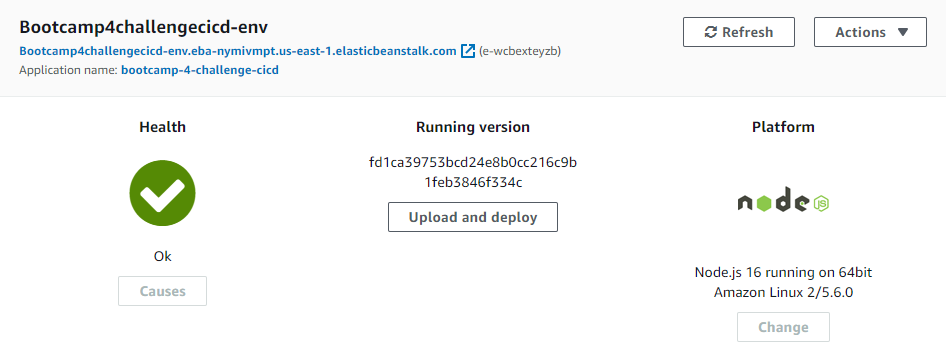 Bootcamp4challengecicd-env
Bootcamp4challengecicd-env.eba-nymivmpt.us-east-1.elasticbeanstalk.com (e-wcbexteyzb)
Application name: bootcamp-4-challenge-cicd
Refresh
Actions
Health
Ok
Causes
Running version
fd1ca39753bcd24e8b0cc216c9b
1feb3846f334c
Upload and deploy
Platform
node
JS
Node.js 16 running on 64bit
Amazon Linux 2/5.6.0
Change